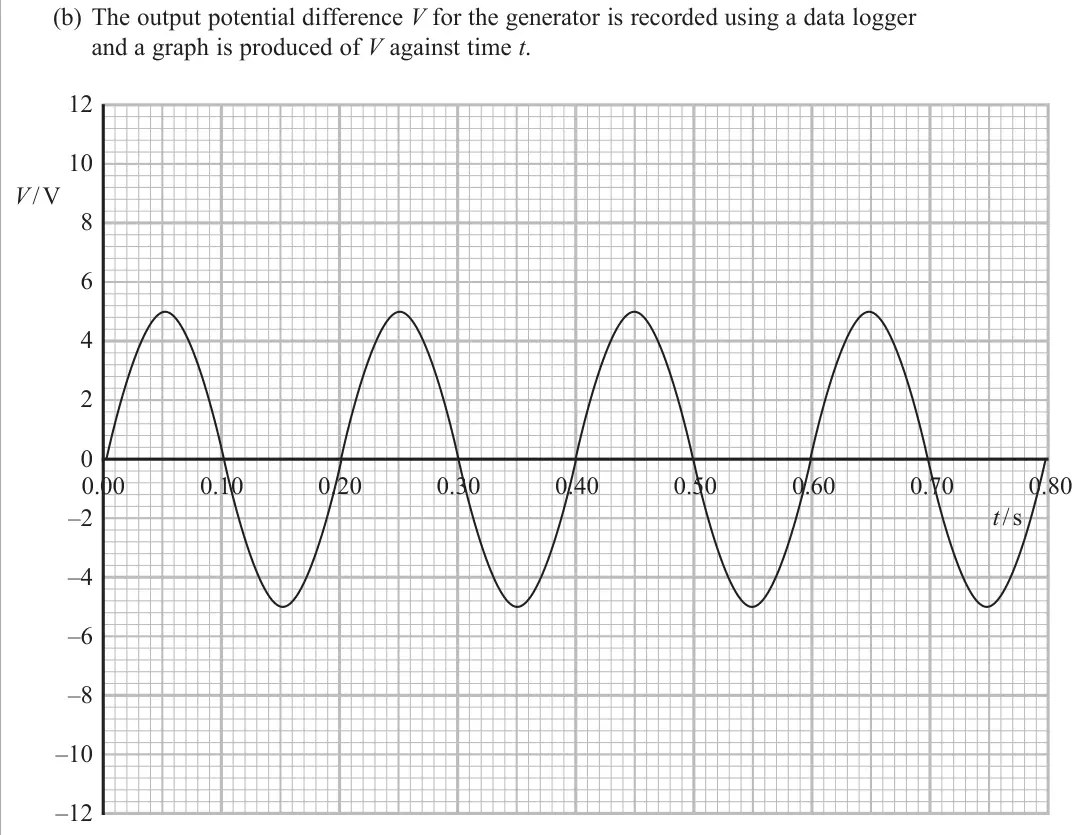 (b) The output potential difference V for the generator is recorded using a data logger
and a graph is produced of V against time t.
12
10
V/V
8
6
4
2
0
0.00 0.10 0.20 0.30 0.40 0.50 0.60 0.70 0.80
–2
t/s
–4
–6
–8
–10
–12